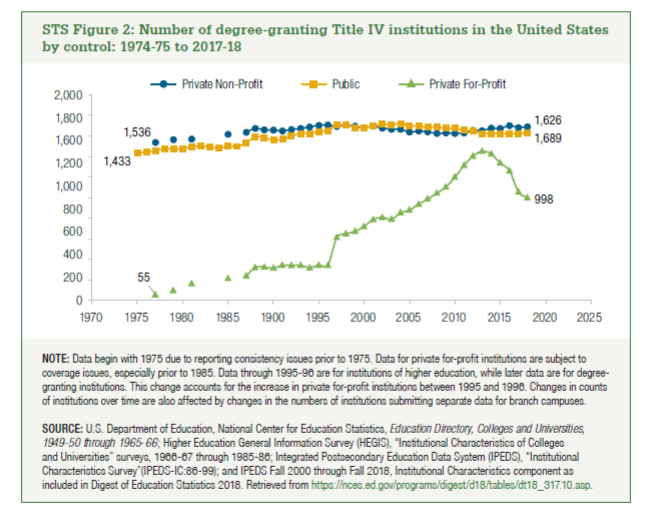 STS Figure 2: Number of degree-granting Title IV institutions in the United States
by control: 1974-75 to 2017-18
Private Non-Profit Public Private For-Profit
2,000
1,800
1,600
1,200
1,000
800
600
400
200
0
1,536
1,433
55
1,626
1,689
998
1970 1975 1980 1985 1990 1995 2000 2005 2010 2015 2020 2025
NOTE: Data begin with 1975 due to reporting consistency issues prior to 1975. Data for private for-profit institutions are subject to
coverage issues, especially prior to 1985. Data through 1995-96 are for institutions of higher education, while later data are for degree-
granting institutions. This change accounts for the increase in private for-profit institutions between 1995 and 1996. Changes in counts
of institutions over time are also affected by changes in the numbers of institutions submitting separate data for branch campuses.
SOURCE: U.S. Department of Education, National Center for Education Statistics, Education Directory, Colleges and Universities,
1949-50 through 1965-66; Higher Education General Information Survey (HEGIS), "Institutional Characteristics of Colleges
and Universities" surveys, 1966-67 through 1985-86; Integrated Postsecondary Education Data System (IPEDS), "Institutional
Characteristics Survey"(IPEDS-IC:86-99); and IPEDS Fall 2000 through Fall 2018, Institutional Characteristics component as
included in Digest of Education Statistics 2018. Retrieved from https://nces.ed.gov/programs/digest/d18/tables/dt18_317.10.asp.